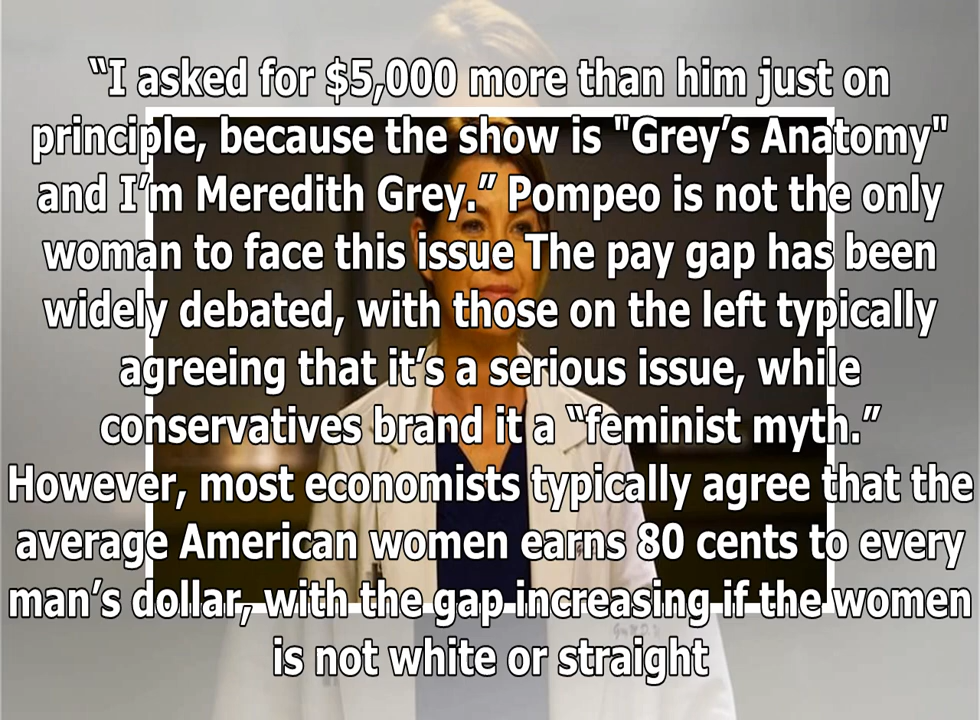 “I asked for $5,000 more than him just on
principle, because the show is "Grey’s Anatomy"
and I’m Meredith Grey.” Pompeo is not the only
woman to face this issue The pay gap has been
widely debated, with those on the left typically
agreeing that it’s a serious issue, while
conservatives brand it a “feminist myth.”
However, most economists typically agree that the
average American women earns 80 cents to every
man’s dollar, with the gap increasing if the women
is not white or straight